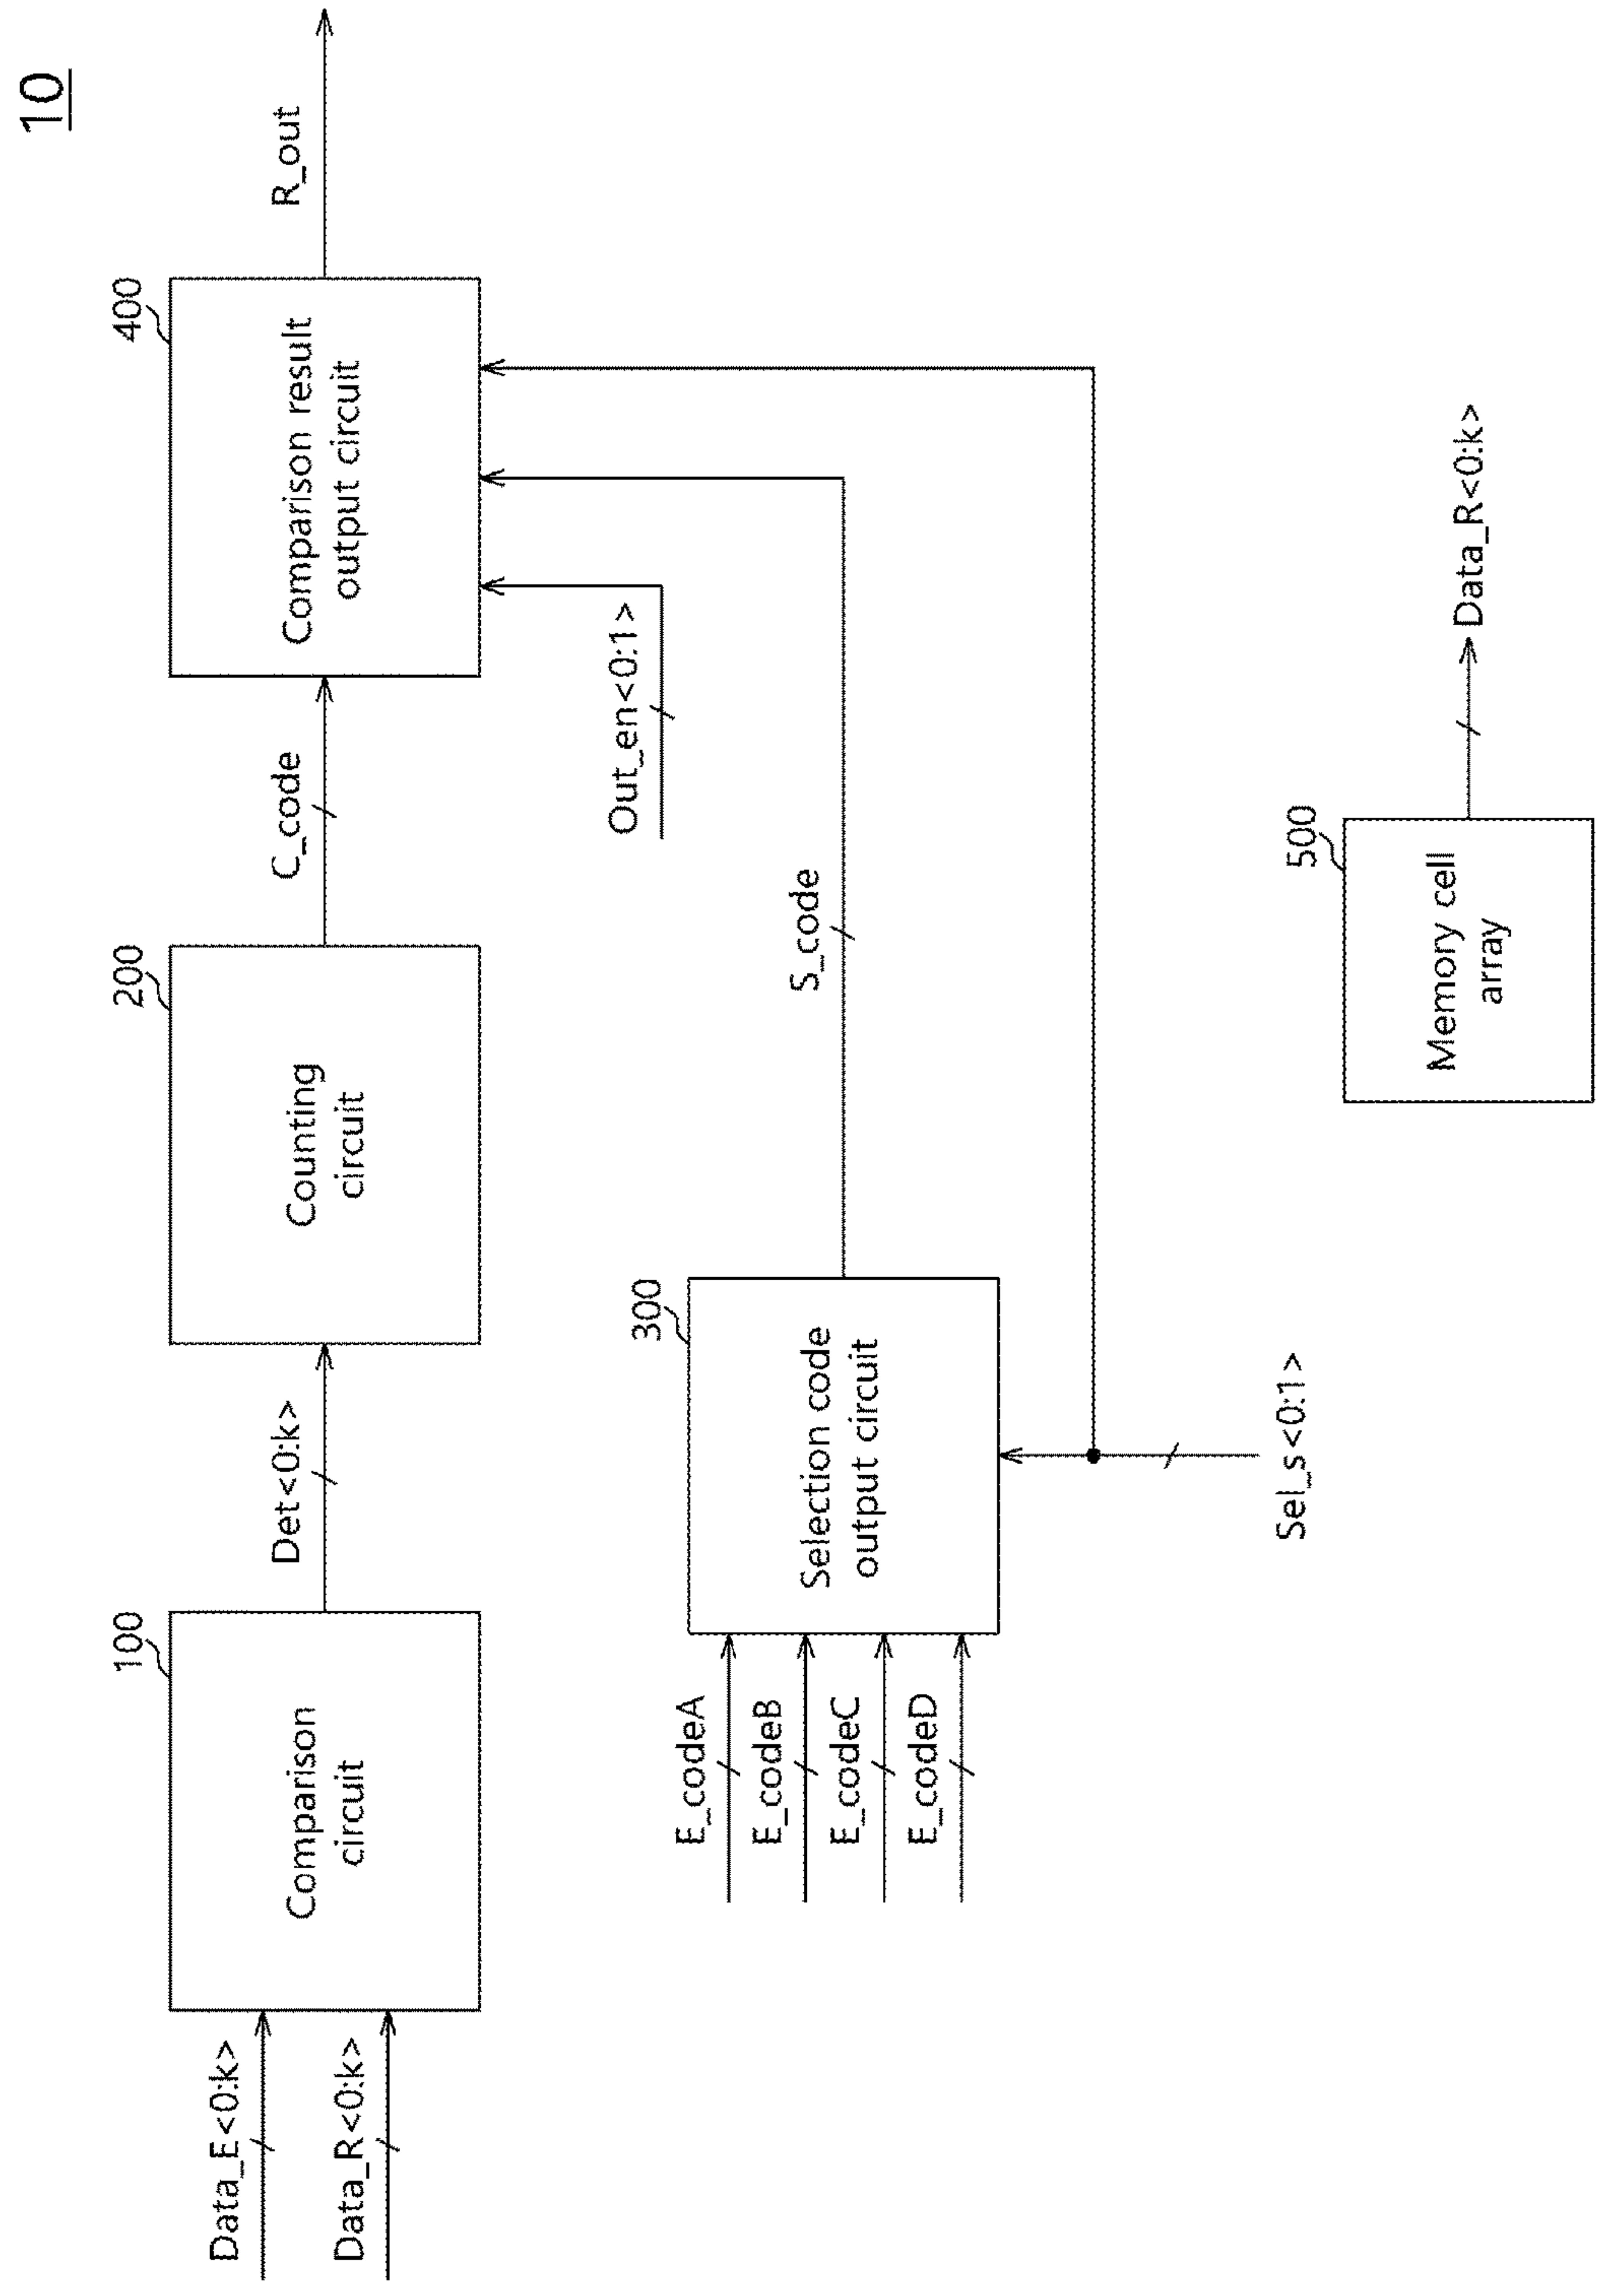 10
Data_E<0:k>
Data_R<0:k>
100
Comparison
circuit
Det<0:k>
200
Counting
circuit
C_code
400
Comparison result
output circuit
R_out
Out_en<0:1>
E_codeA
E_codeB
E_codeC
E_codeD
300
Selection code
output circuit
S_code
Sel_s<0:1>
500
Memory cell
array
Data_R<0:k>